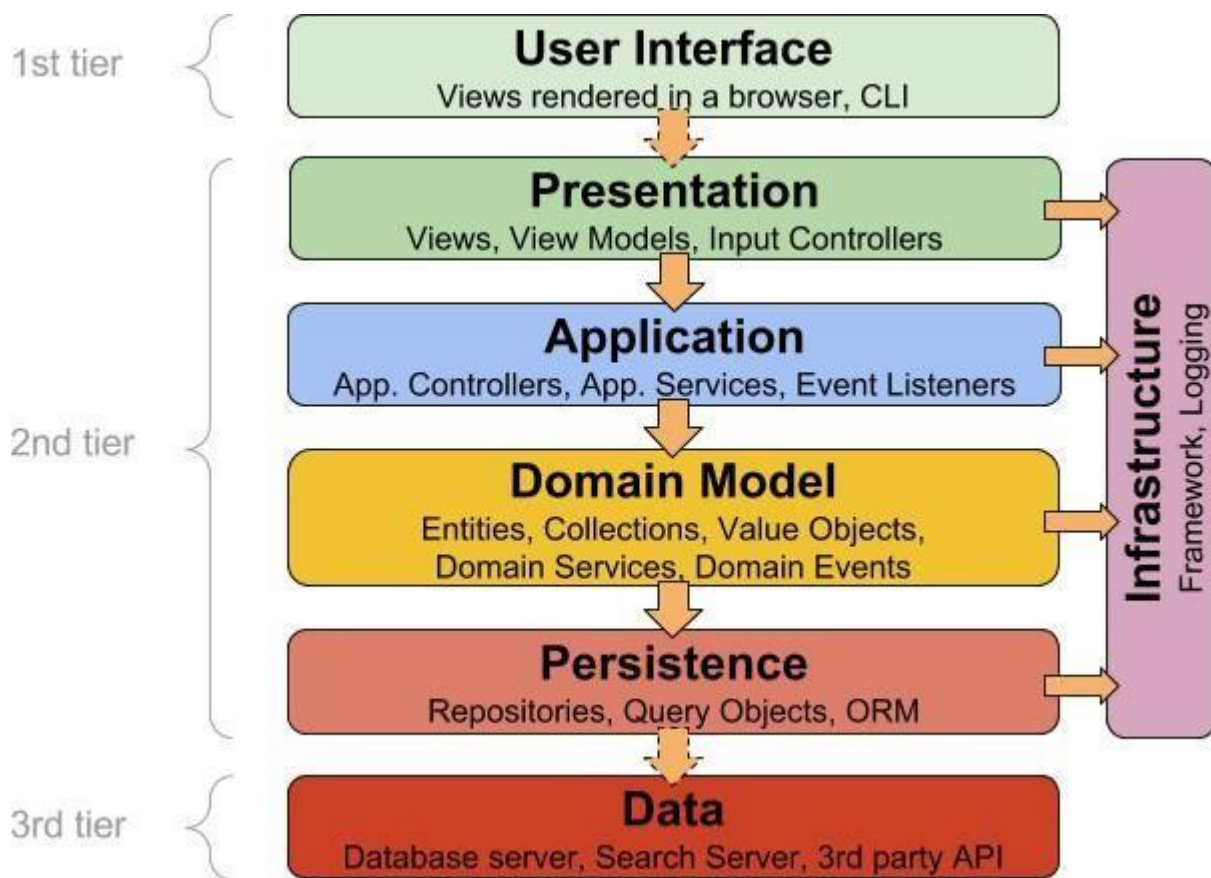 1st tier
User Interface
Views rendered in a browser, CLI
Presentation
Views, View Models, Input Controllers
Application
App. Controllers, App. Services, Event Listeners
2nd tier
Domain Model
Entities, Collections, Value Objects,
Domain Services, Domain Events
Persistence
Repositories, Query Objects, ORM
Infrastructure
Framework, Logging
3rd tier
Data
Database server, Search Server, 3rd party API